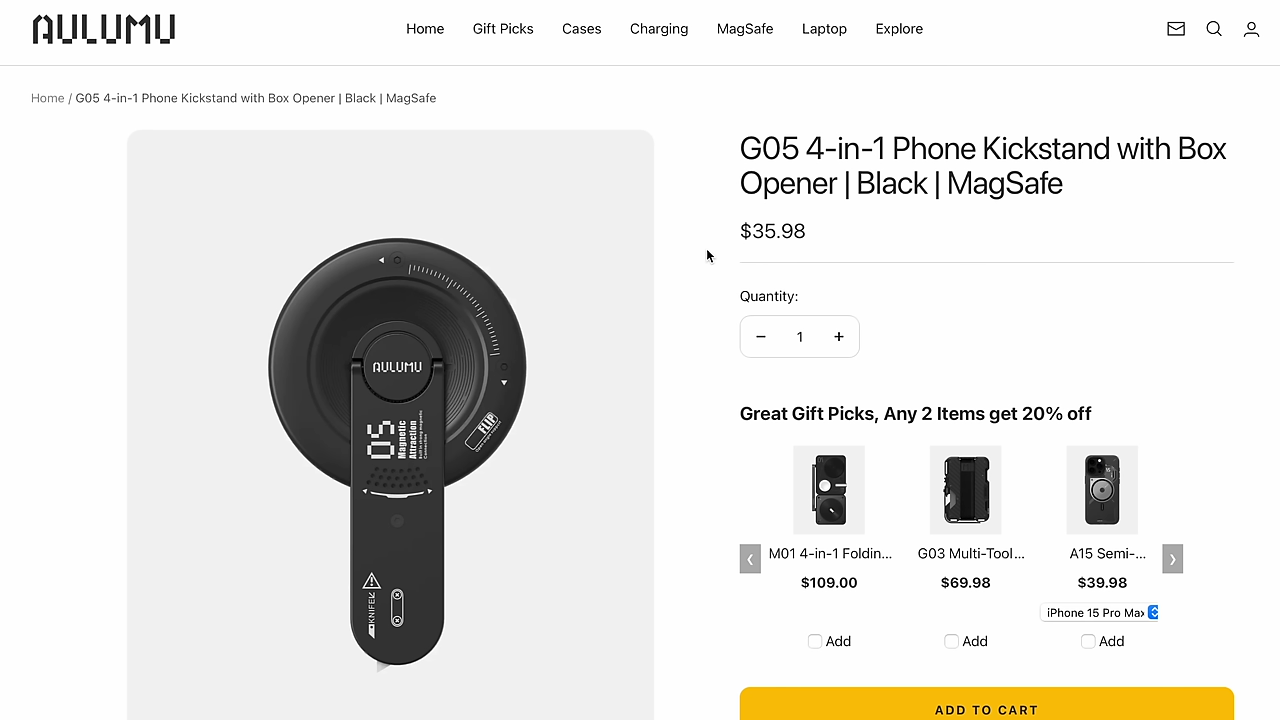 AULUMU
Home Gift Picks Cases Charging MagSafe Laptop Explore
Home / G05 4-in-1 Phone Kickstand with Box Opener | Black | MagSafe
AULUMU
05
Magnetic
Attraction
FLIP
KNIFE
G05 4-in-1 Phone Kickstand with Box
Opener | Black | MagSafe
$35.98
Quantity:
− 1 +
Great Gift Picks, Any 2 Items get 20% off
M01 4-in-1 Foldin... G03 Multi-Tool... A15 Semi-...
$109.00 $69.98 $39.98
iPhone 15 Pro Max
Add Add Add
ADD TO CART